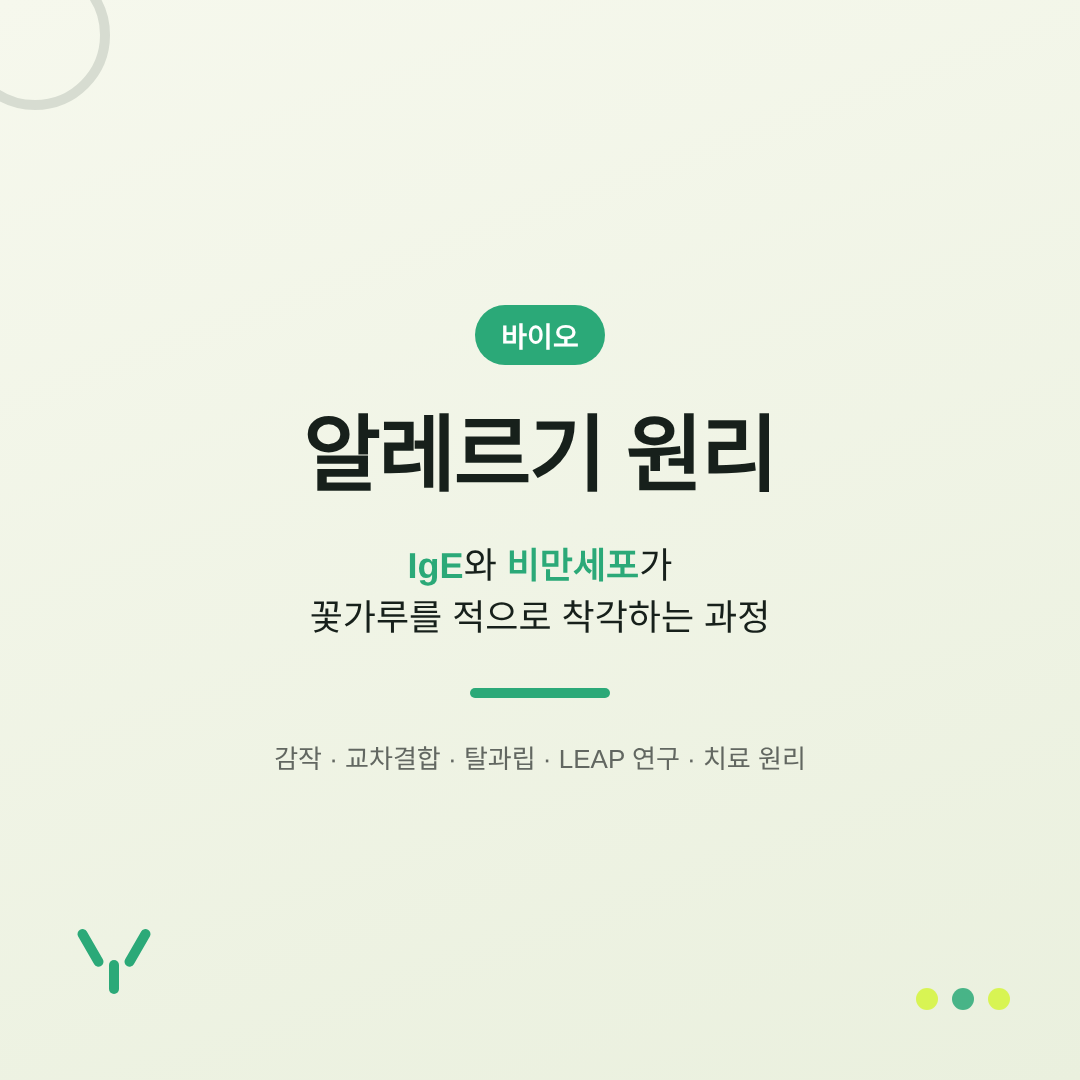 바이오
알레르기 원리
IgE와 비만세포가
꽃가루를 적으로 착각하는 과정
감작 · 교차결합 · 탈과립 · LEAP 연구 · 치료 원리